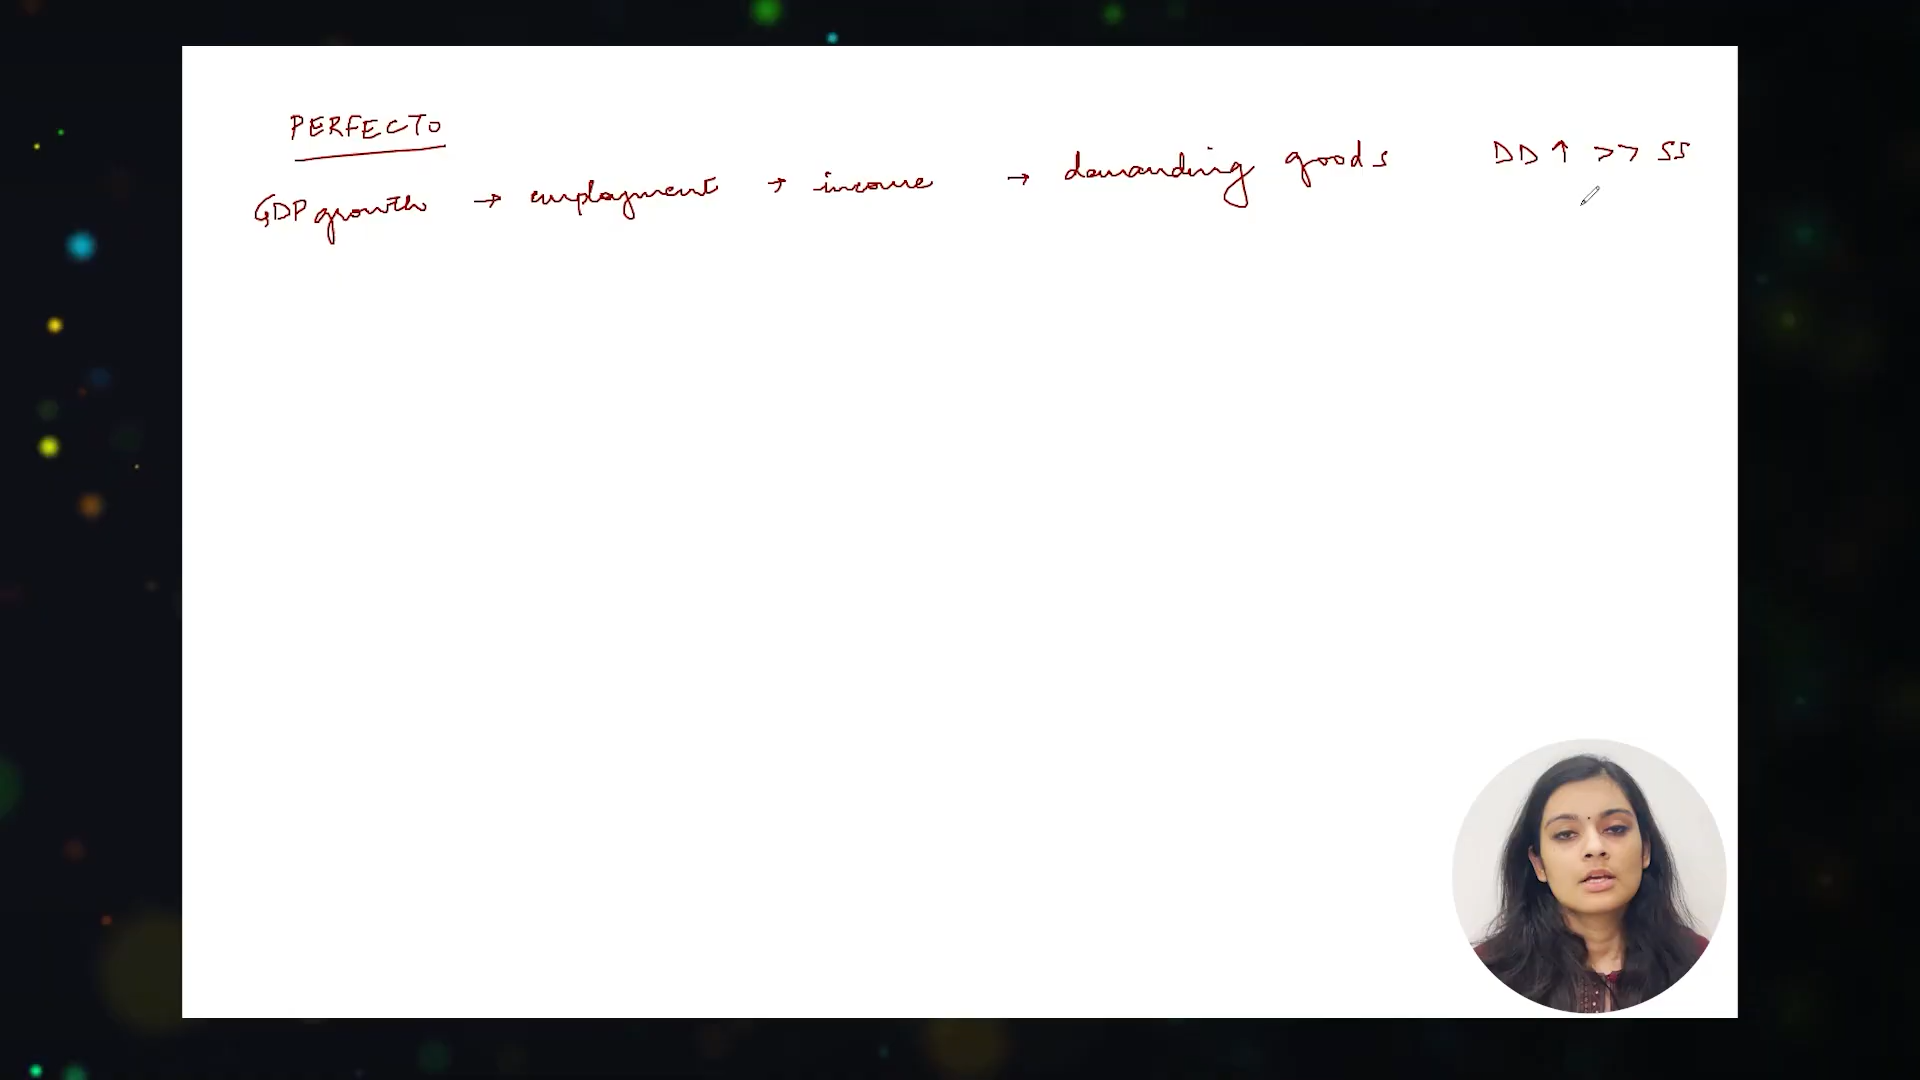 PERFECTO
GDP growth → employment → income → demanding goods DD ↑ >> SS